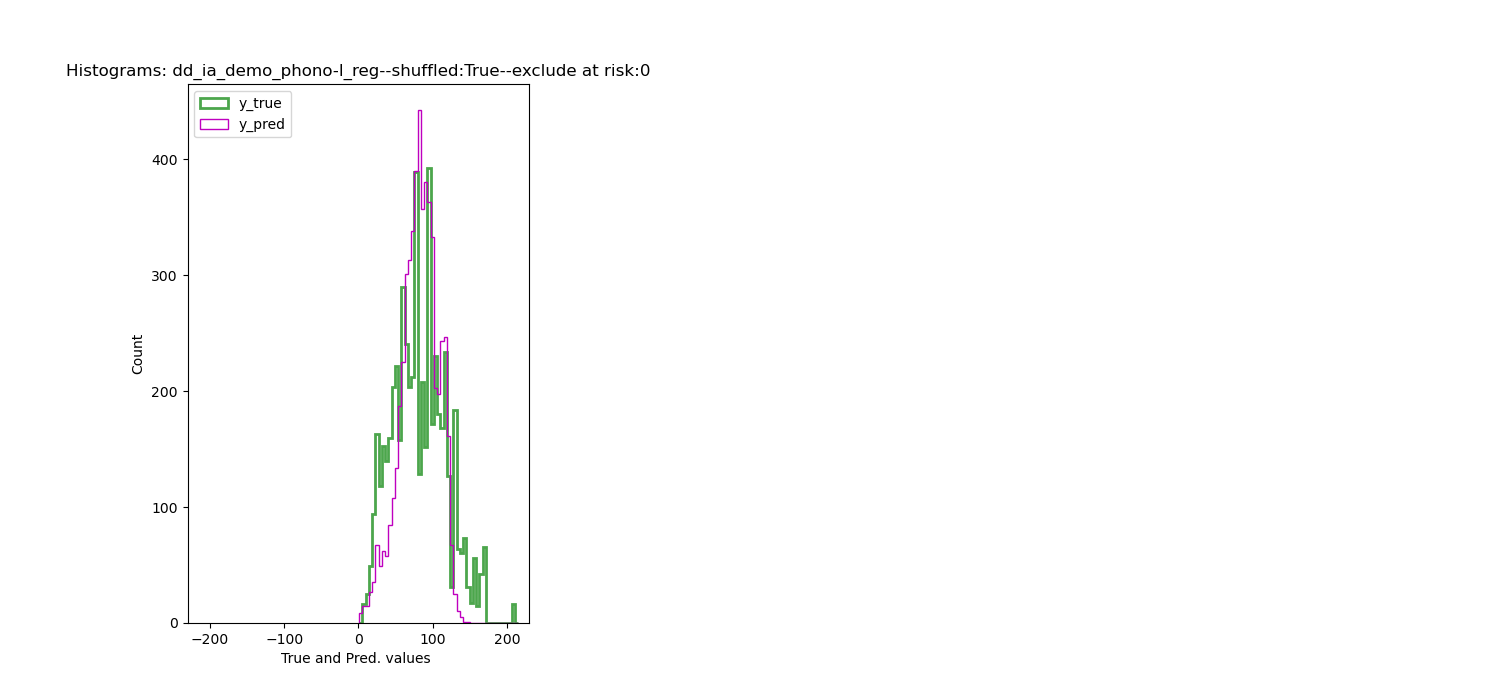 Histograms: dd_ia_demo_phono-l_reg--shuffled:True--exclude at risk:0
y_true
y_pred
400
300
200
100
0
Count
−200
−100
0
100
200
True and Pred. values